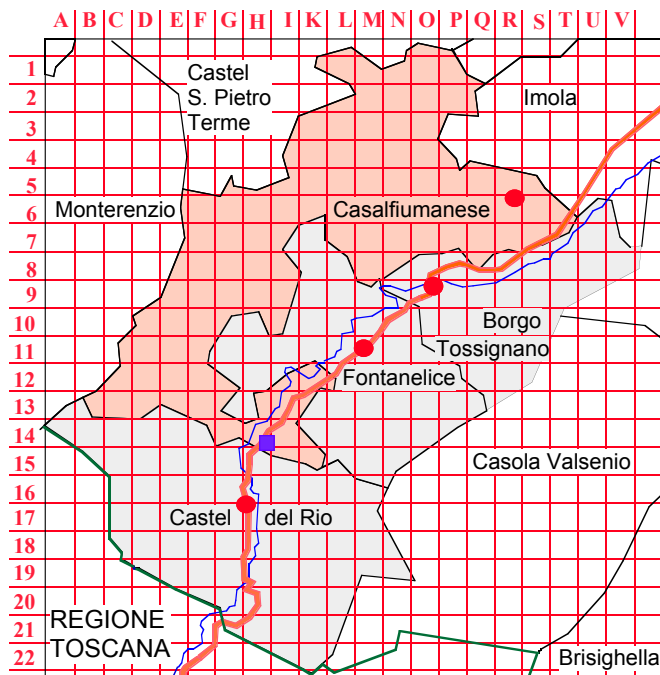 A B C D E F G H I K L M N O P Q R S T U V
1
Castel
2
S. Pietro
Imola
3
Terme
4
5
6
Monterenzio
Casalfiumanese
7
8
9
10
Borgo
11
Tossignano
12
Fontanelice
13
14
15
Casola Valsenio
16
17
Castel del Rio
18
19
20
REGIONE
21
TOSCANA
22
Brisighella